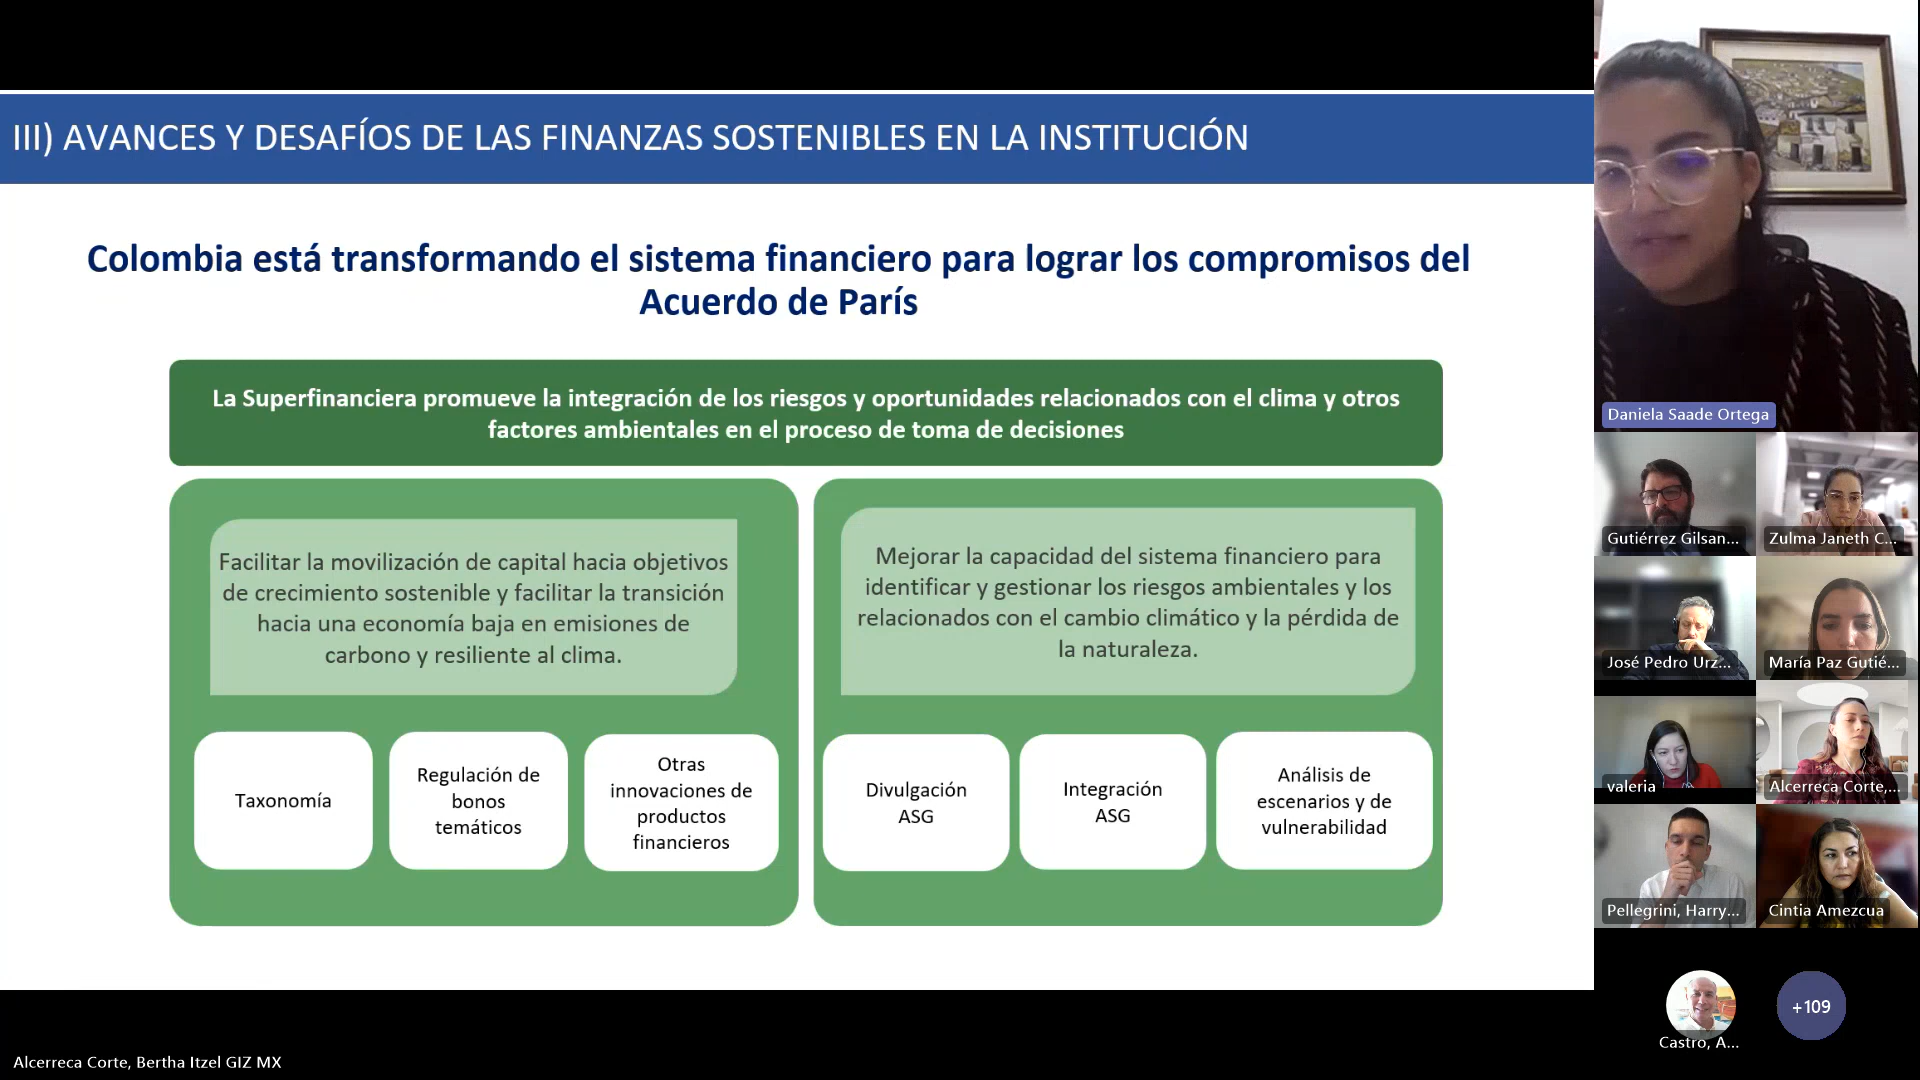 III) AVANCES Y DESAFÍOS DE LAS FINANZAS SOSTENIBLES EN LA INSTITUCIÓN
Colombia está transformando el sistema financiero para lograr los compromisos del
Acuerdo de París
La Superfinanciera promueve la integración de los riesgos y oportunidades relacionados con el clima y otros
factores ambientales en el proceso de toma de decisiones
Facilitar la movilización de capital hacia objetivos
de crecimiento sostenible y facilitar la transición
hacia una economía baja en emisiones de
carbono y resiliente al clima.
Taxonomía
Regulación de
bonos
temáticos
Otras
innovaciones de
productos
financieros
Mejorar la capacidad del sistema financiero para
identificar y gestionar los riesgos ambientales y los
relacionados con el cambio climático y la pérdida de
la naturaleza.
Divulgación
ASG
Integración
ASG
Análisis de
escenarios y de
vulnerabilidad
Daniela Saade Ortega
Gutiérrez Gilsan...
Zulma Janeth C...
José Pedro Urz...
María Paz Gutié...
valeria
Alcerreca Corte,...
Pellegrini, Harry...
Cintia Amezcua
Castro, A...
+109
Alcerreca Corte, Bertha Itzel GIZ MX